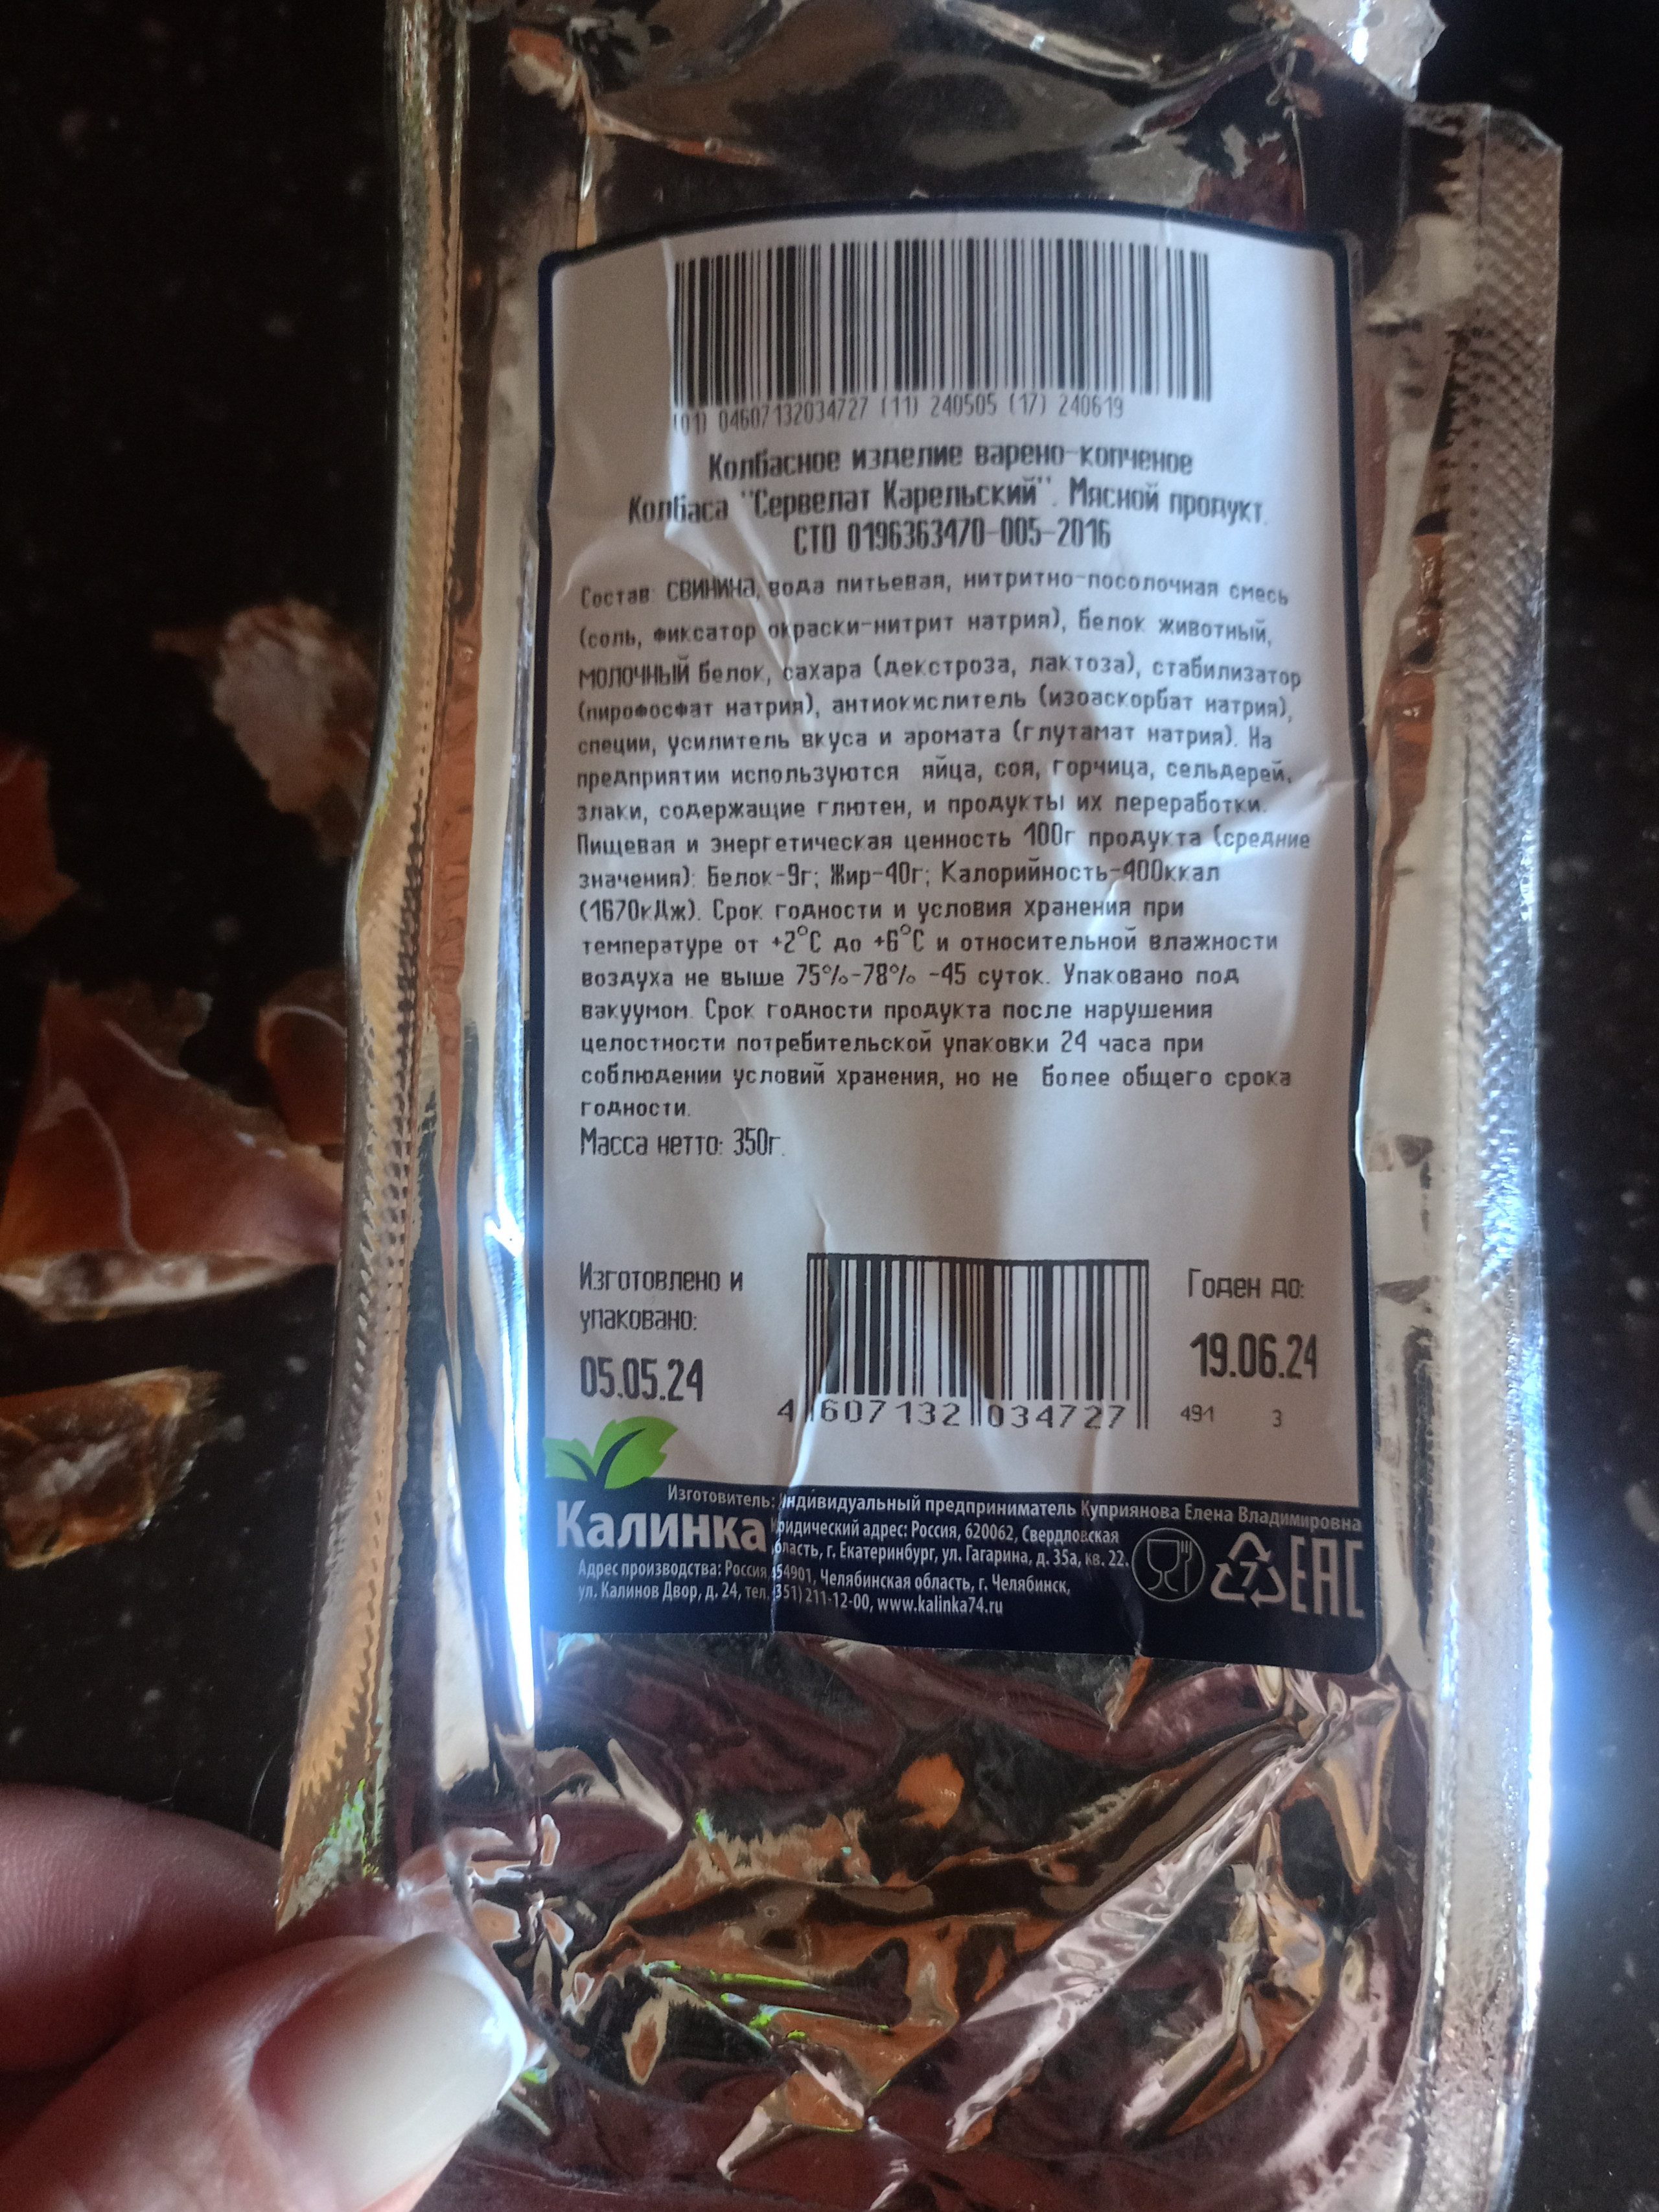 (01) 04607132034727 (11) 240505 (17) 240619
Колбасное изделие варено-копченое
Колбаса "Сервелат Карельский". Мясной продукт.
СТО 0196363470-005-2016
Состав: СВИНИНа, вода питьевая, нитритно-посолочная смесь
(соль, фиксатор окраски-нитрит натрия), белок животный,
МОЛОЧНЫЙ белок, сахара (декстроза, лактоза), стабилизатор
(пирофосфат натрия), антиокислитель (изоаскорбат натрия),
специи, усилитель вкуса и аромата (глутамат натрия). На
предприятии используются яйца, соя, горчица, сельдерей,
злаки, содержащие глютен, и продукты их переработки.
Пищевая и энергетическая ценность 100г продукта (средние
значения): Белок-9г; Жир-40г; Калорийность-400ккал
(1670кДж). Срок годности и условия хранения при
температуре от +2°С до +6°С и относительной влажности
воздуха не выше 75%-78% -45 суток. Упаковано под
вакуумом. Срок годности продукта после нарушения
целостности потребительской упаковки 24 часа при
соблюдении условий хранения, но не более общего срока
годности.
Масса нетто: 350г.
Изготовлено и
упаковано:
05.05.24
4 607132 034727
Годен до:
19.06.24
491 3
Калинка
Изготовитель: Индивидуальный предприниматель Куприянова Елена Владимировна
Юридический адрес: Россия, 620062, Свердловская
область, г. Екатеринбург, ул. Гагарина, д. 35а, кв. 22.
Адрес производства: Россия, 454901, Челябинская область, г. Челябинск,
ул. Калинов Двор, д. 24, тел. (351) 211-12-00, www.kalinka74.ru
7
EAC